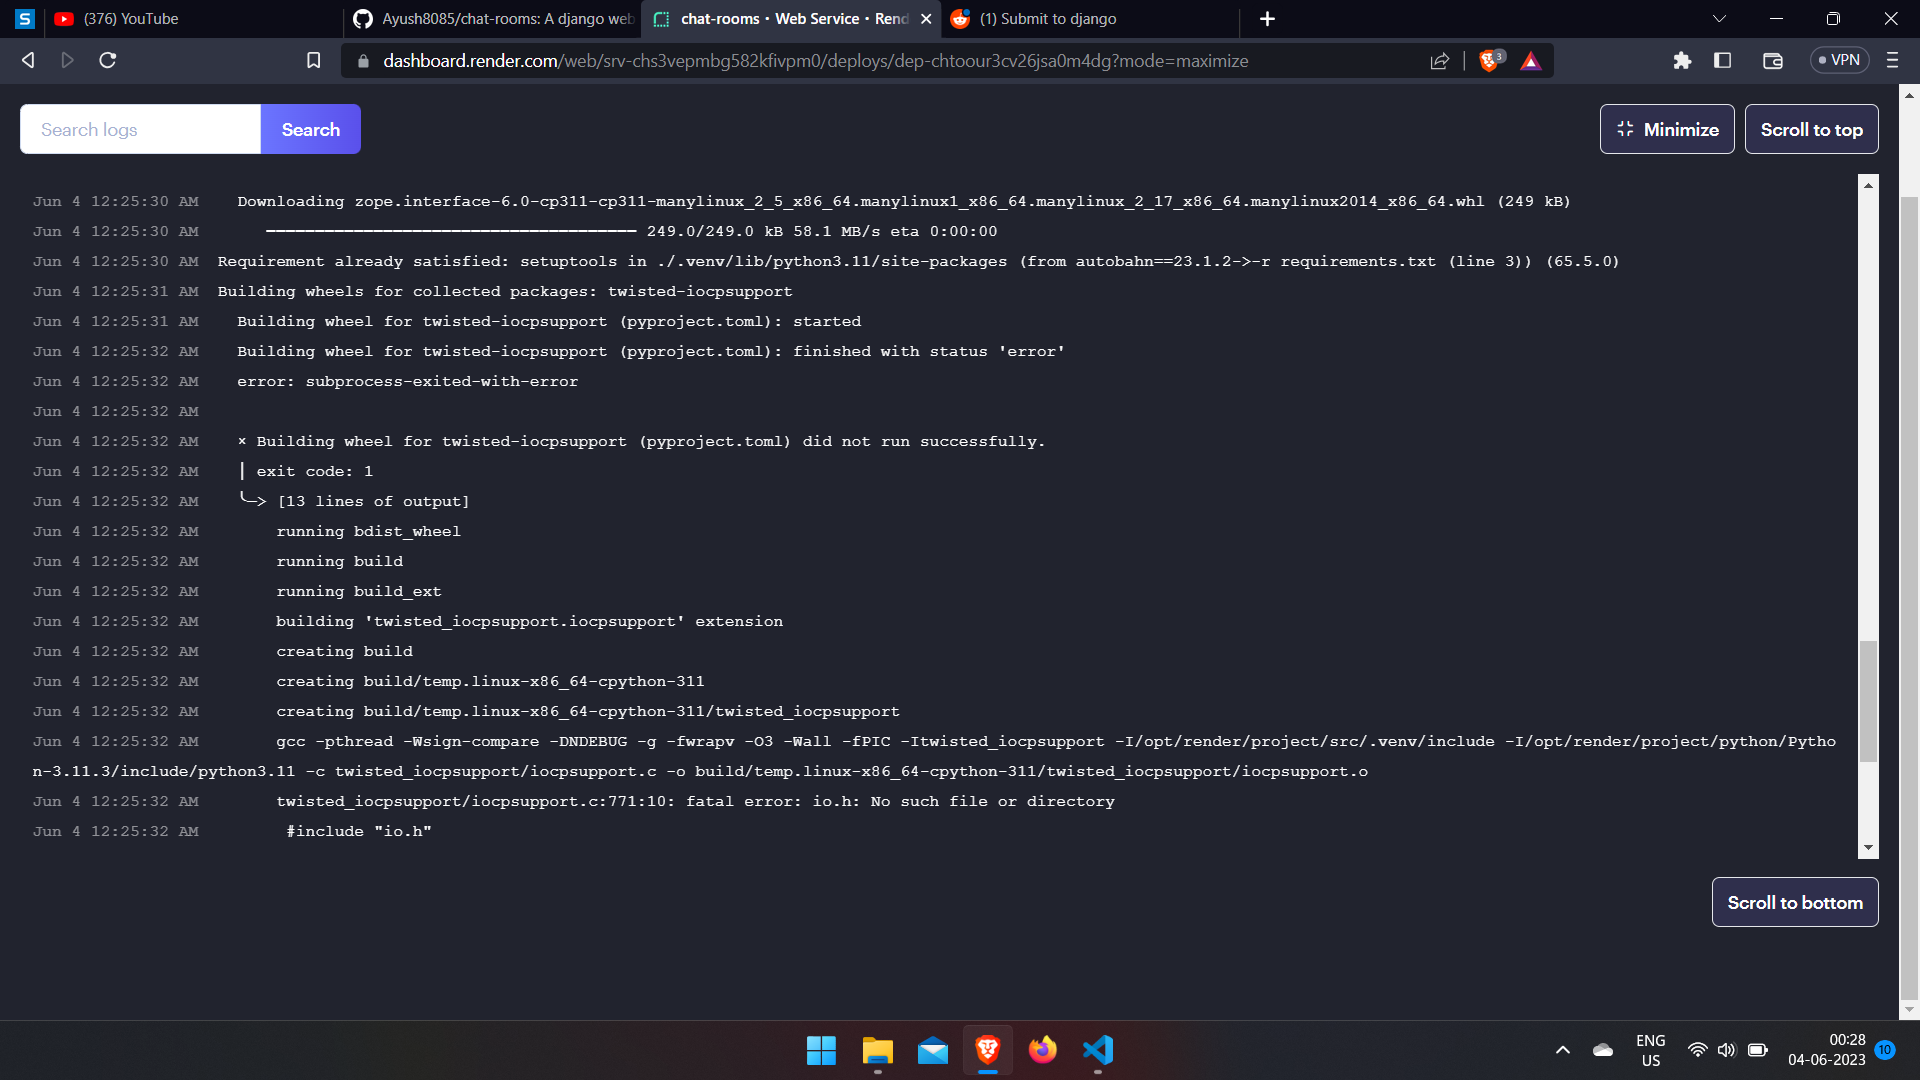 (376) YouTube
Ayush8085/chat-rooms: A django web
chat-rooms · Web Service · Rend
(1) Submit to django
dashboard.render.com/web/srv-chs3vepmbg582kfivpm0/deploys/dep-chtoour3cv26jsa0m4dg?mode=maximize
3
VPN
Search logs
Search
Minimize
Scroll to top
Jun 4 12:25:30 AM Downloading zope.interface-6.0-cp311-cp311-manylinux_2_5_x86_64.manylinux1_x86_64.manylinux_2_17_x86_64.manylinux2014_x86_64.whl (249 kB)
Jun 4 12:25:30 AM ━━━━━━━━━━━━━━━━━━━━━━━━━━━━━━━━━━━━━━ 249.0/249.0 kB 58.1 MB/s eta 0:00:00
Jun 4 12:25:30 AM Requirement already satisfied: setuptools in ./.venv/lib/python3.11/site-packages (from autobahn==23.1.2->-r requirements.txt (line 3)) (65.5.0)
Jun 4 12:25:31 AM Building wheels for collected packages: twisted-iocpsupport
Jun 4 12:25:31 AM Building wheel for twisted-iocpsupport (pyproject.toml): started
Jun 4 12:25:32 AM Building wheel for twisted-iocpsupport (pyproject.toml): finished with status 'error'
Jun 4 12:25:32 AM error: subprocess-exited-with-error
Jun 4 12:25:32 AM
Jun 4 12:25:32 AM × Building wheel for twisted-iocpsupport (pyproject.toml) did not run successfully.
Jun 4 12:25:32 AM │ exit code: 1
Jun 4 12:25:32 AM ╰─> [13 lines of output]
Jun 4 12:25:32 AM running bdist_wheel
Jun 4 12:25:32 AM running build
Jun 4 12:25:32 AM running build_ext
Jun 4 12:25:32 AM building 'twisted_iocpsupport.iocpsupport' extension
Jun 4 12:25:32 AM creating build
Jun 4 12:25:32 AM creating build/temp.linux-x86_64-cpython-311
Jun 4 12:25:32 AM creating build/temp.linux-x86_64-cpython-311/twisted_iocpsupport
Jun 4 12:25:32 AM gcc -pthread -Wsign-compare -DNDEBUG -g -fwrapv -O3 -Wall -fPIC -Itwisted_iocpsupport -I/opt/render/project/src/.venv/include -I/opt/render/project/python/Pytho
n-3.11.3/include/python3.11 -c twisted_iocpsupport/iocpsupport.c -o build/temp.linux-x86_64-cpython-311/twisted_iocpsupport/iocpsupport.o
Jun 4 12:25:32 AM twisted_iocpsupport/iocpsupport.c:771:10: fatal error: io.h: No such file or directory
Jun 4 12:25:32 AM #include "io.h"
Scroll to bottom
ENG
US
00:28
04-06-2023
10